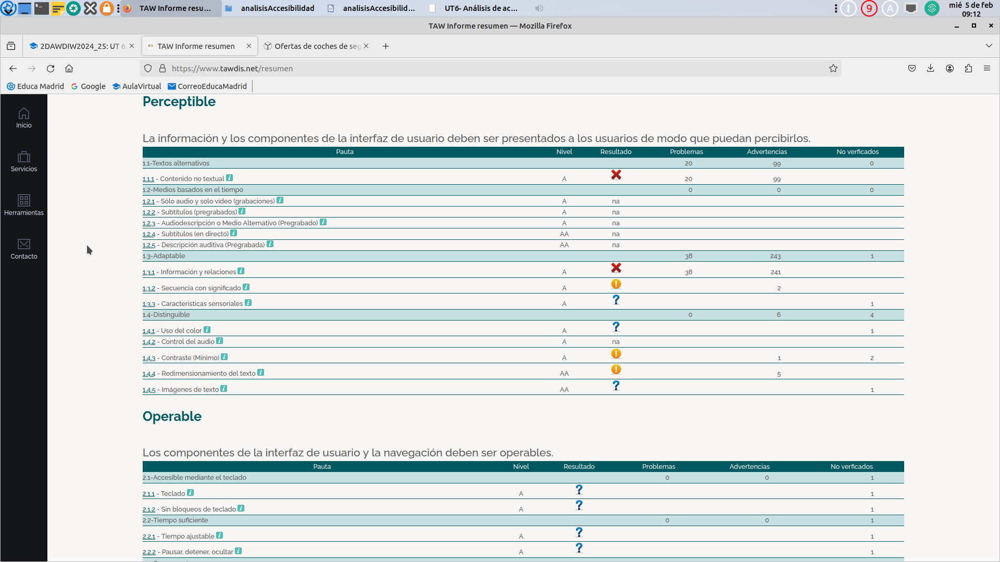 TAW Informe resu...
analisisAccesibilidad
analisisAccesibilid...
UT6- Análisis de ac...
9
A
mié 5 de feb
09:12
TAW Informe resumen — Mozilla Firefox
2DAWDIW2024_25: UT 6
TAW Informe resumen
Ofertas de coches de seg
https://www.tawdis.net/resumen
Educa Madrid
Google
AulaVirtual
CorreoEducaMadrid
Inicio
Servicios
Herramientas
Contacto
Perceptible
La información y los componentes de la interfaz de usuario deben ser presentados a los usuarios de modo que puedan percibirlos.
Pauta Nivel Resultado Problemas Advertencias No verficados
1.1-Textos alternativos 20 99 0
1.1.1 - Contenido no textual i A 20 99
1.2-Medios basados en el tiempo 0 0 0
1.2.1 - Sólo audio y solo vídeo (grabaciones) i A na
1.2.2 - Subtítulos (pregrabados) i A na
1.2.3 - Audiodescripción o Medio Alternativo (Pregrabado) i A na
1.2.4 - Subtítulos (en directo) i AA na
1.2.5 - Descripción auditiva (Pregrabada) i AA na
1.3-Adaptable 38 243 1
1.3.1 - Información y relaciones i A 38 241
1.3.2 - Secuencia con significado i A ! 2
1.3.3 - Características sensoriales i A ? 1
1.4-Distinguible 0 6 4
1.4.1 - Uso del color i A ? 1
1.4.2 - Control del audio i A na
1.4.3 - Contraste (Mínimo) i A ! 1 2
1.4.4 - Redimensionamiento del texto i AA ! 5
1.4.5 - Imágenes de texto i AA ? 1
Operable
Los componentes de la interfaz de usuario y la navegación deben ser operables.
Pauta Nivel Resultado Problemas Advertencias No verficados
2.1-Accesible mediante el teclado 0 0 1
2.1.1 - Teclado i A ? 1
2.1.2 - Sin bloqueos de teclado i A ? 1
2.2-Tiempo suficiente 0 0 1
2.2.1 - Tiempo ajustable i A ? 1
2.2.2 - Pausar, detener, ocultar i A ? 1